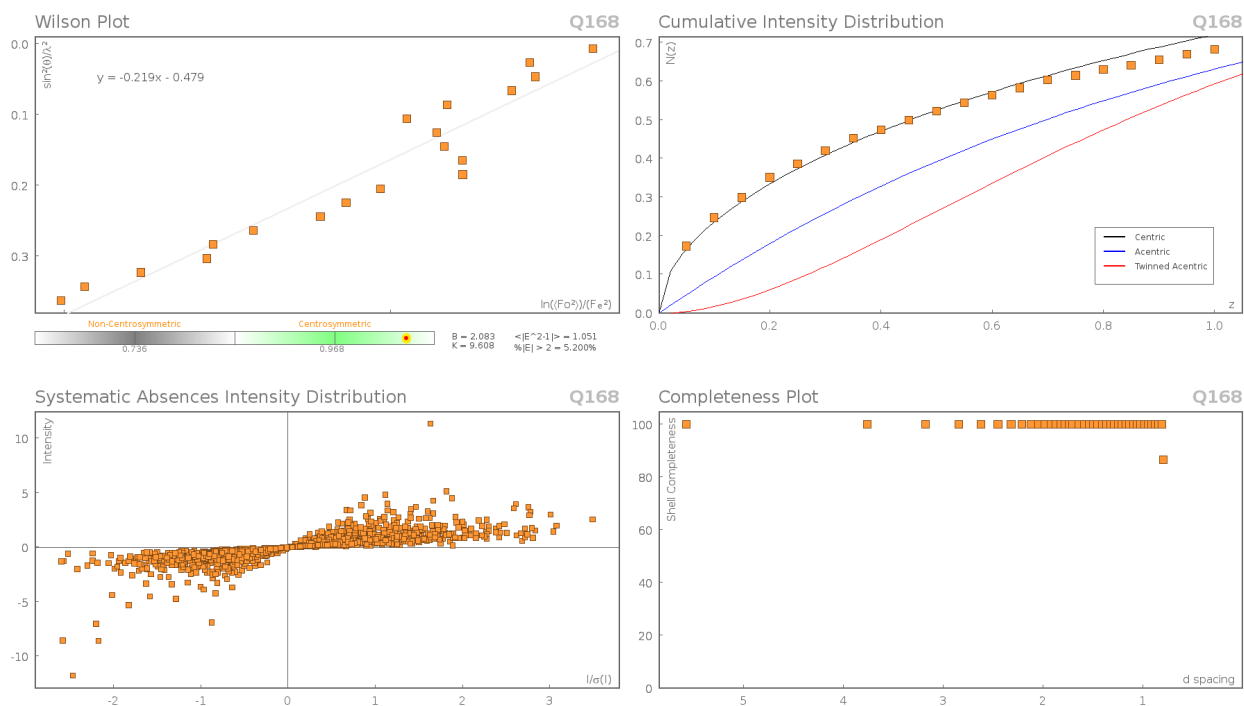 Wilson Plot Q168
sin²(θ)/λ²
0.0
0.1
0.2
0.3
y = -0.219x - 0.479
ln(⟨Fo²⟩)/(Fe²)
Non-Centrosymmetric Centrosymmetric
0.736 0.968
B = 2.083 <|E^2-1|> = 1.051
K = 9.608 %|E| > 2 = 5.200%
Cumulative Intensity Distribution Q168
N(z)
0.7
0.6
0.5
0.4
0.3
0.2
0.1
0.0
Centric
Acentric
Twinned Acentric
z
0.0 0.2 0.4 0.6 0.8 1.0
Systematic Absences Intensity Distribution Q168
Intensity
10
5
0
-5
-10
I/σ(I)
-2 -1 0 1 2 3
Completeness Plot Q168
Shell Completeness
100
80
60
40
20
0
d spacing
5 4 3 2 1